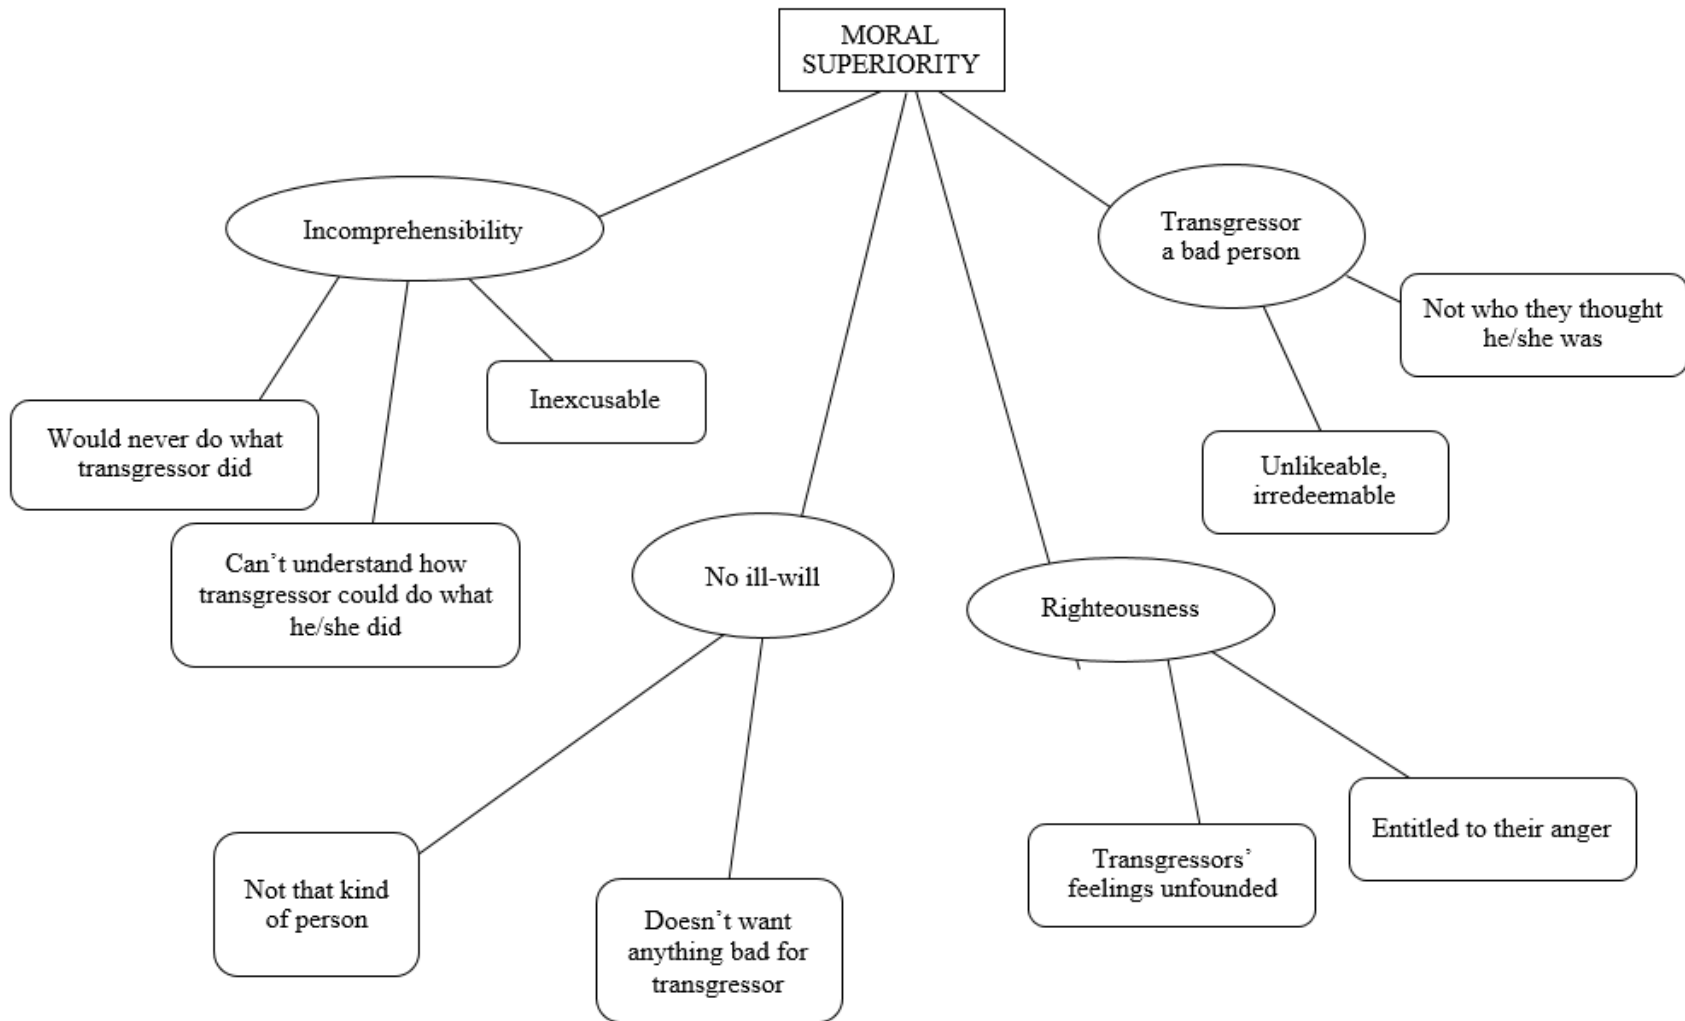 MORAL
SUPERIORITY
Incomprehensibility
Transgressor
a bad person
Not who they thought
he/she was
Inexcusable
Would never do what
transgressor did
Unlikeable,
irredeemable
Can’t understand how
transgressor could do what
he/she did
No ill-will
Righteousness
Entitled to their anger
Transgressors’
feelings unfounded
Not that kind
of person
Doesn’t want
anything bad for
transgressor